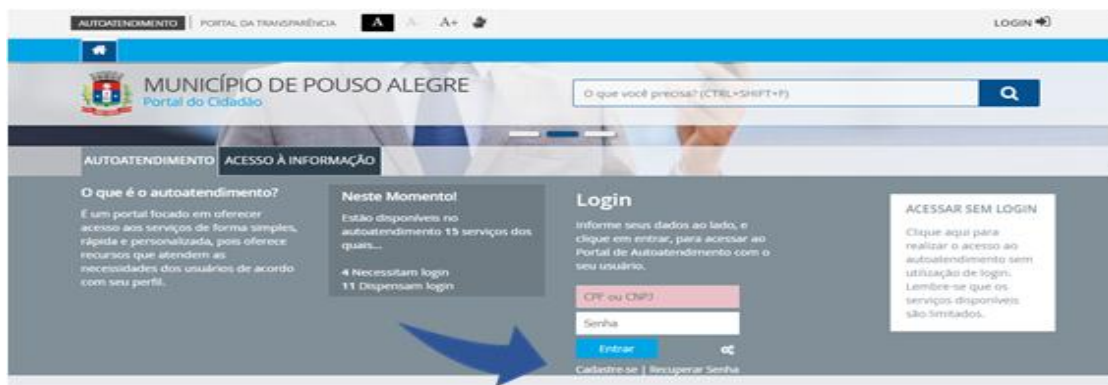 AUTOATENDIMENTO | PORTAL DA TRANSPARÊNCIA A A- A+ LOGIN
MUNICÍPIO DE POUSO ALEGRE
Portal do Cidadão
O que você precisa? (CTRL+SHIFT+F)
AUTOATENDIMENTO ACESSO À INFORMAÇÃO
O que é o autoatendimento?
É um portal focado em oferecer
acesso aos serviços de forma simples,
rápida e personalizada, pois oferece
recursos que atendem as
necessidades dos usuários de acordo
com seu perfil.
Neste Momento!
Estão disponíveis no
autoatendimento 15 serviços dos
quais...
4 Necessitam login
11 Dispensam login
Login
Informe seus dados ao lado, e
clique em entrar, para acessar ao
Portal de Autoatendimento com o
seu usuário.
CPF ou CNPJ
Senha
Entrar
Cadastre-se | Recuperar Senha
ACESSAR SEM LOGIN
Clique aqui para
realizar o acesso ao
autoatendimento sem
utilização de login.
Lembre-se que os
serviços disponíveis
são limitados.